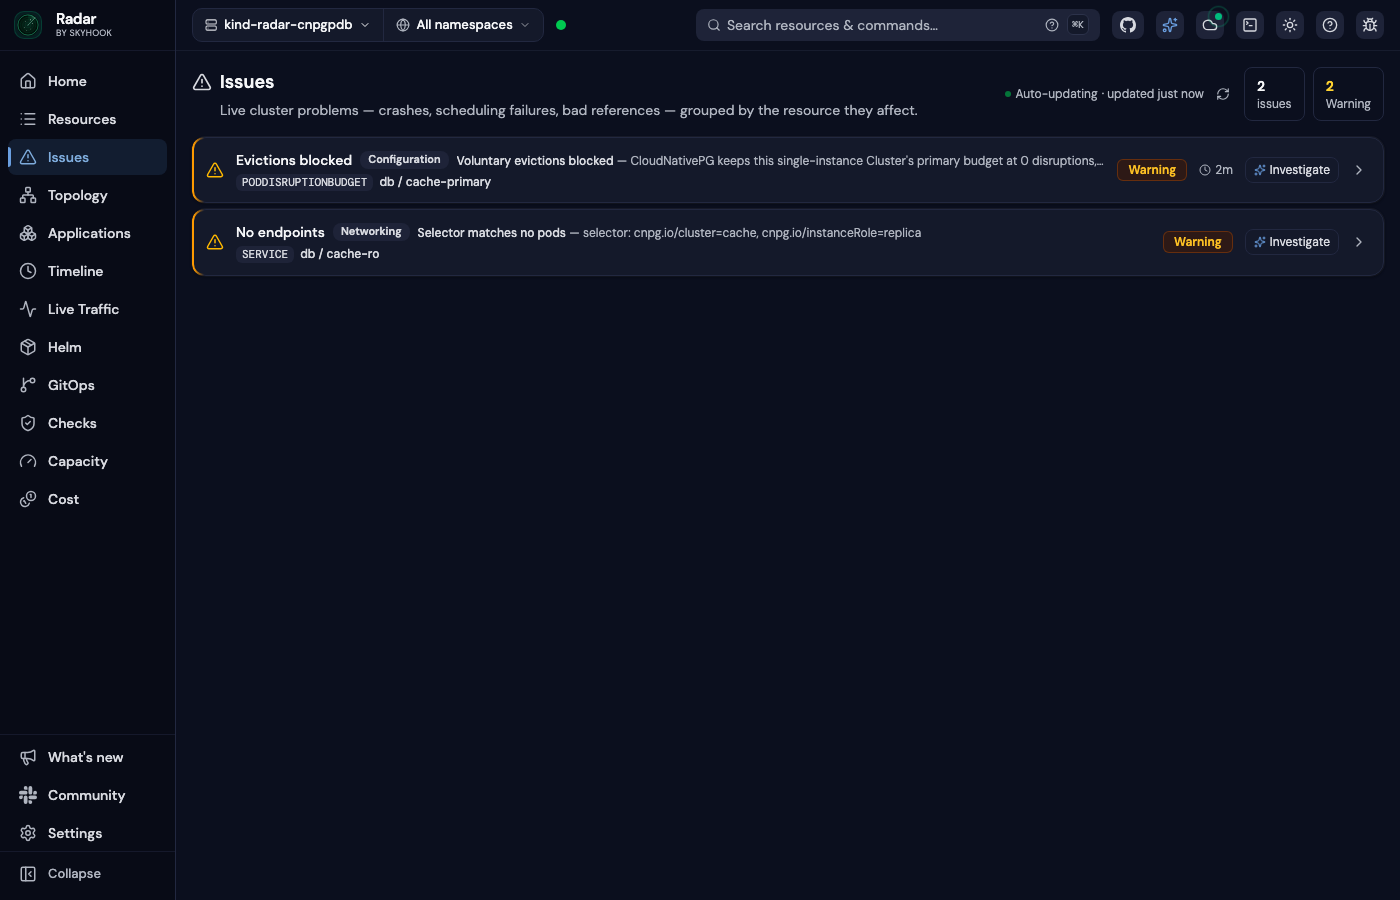 Radar
BY SKYHOOK
kind-radar-cnpgpdb
All namespaces
Search resources & commands...
⌘K
Home
Resources
Issues
Topology
Applications
Timeline
Live Traffic
Helm
GitOps
Checks
Capacity
Cost
What's new
Community
Settings
Collapse
Issues
Live cluster problems — crashes, scheduling failures, bad references — grouped by the resource they affect.
Auto-updating · updated just now
2
issues
2
Warning
Evictions blocked Configuration Voluntary evictions blocked — CloudNativePG keeps this single-instance Cluster's primary budget at 0 disruptions,...
PODDISRUPTIONBUDGET db / cache-primary
Warning 2m Investigate
No endpoints Networking Selector matches no pods — selector: cnpg.io/cluster=cache, cnpg.io/instanceRole=replica
SERVICE db / cache-ro
Warning Investigate